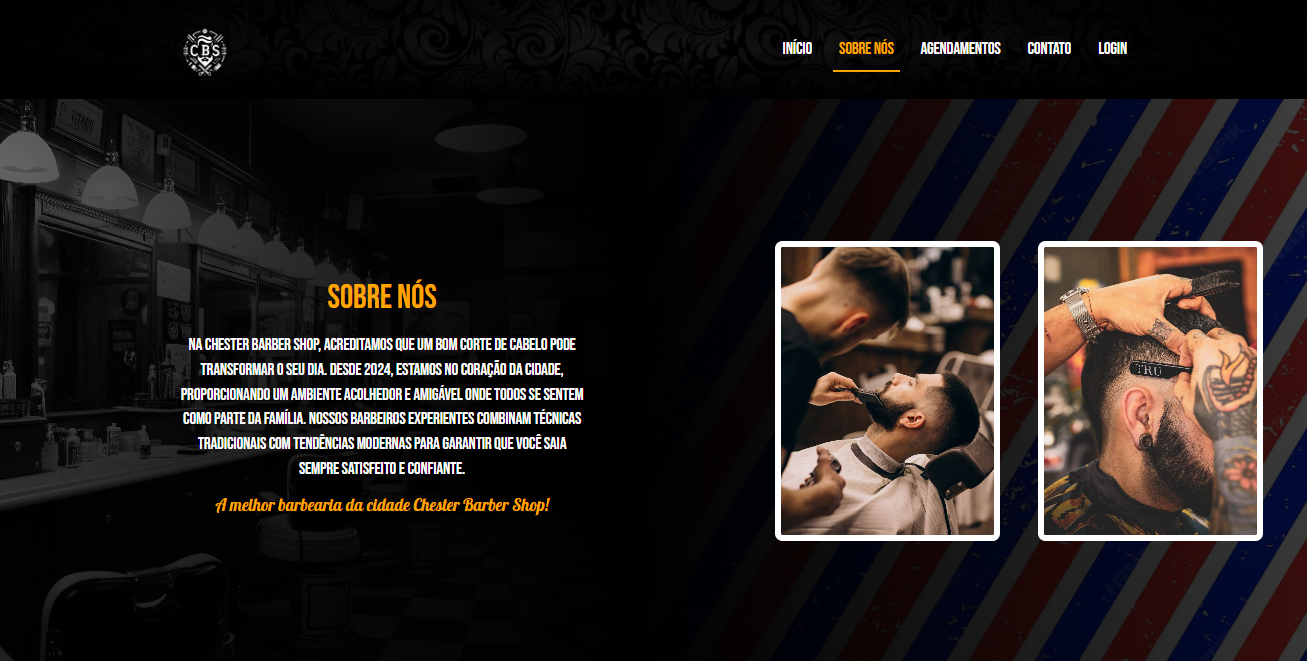 CBS
INÍCIO
SOBRE NÓS
AGENDAMENTOS
CONTATO
LOGIN
SOBRE NÓS
NA CHESTER BARBER SHOP, ACREDITAMOS QUE UM BOM CORTE DE CABELO PODE
TRANSFORMAR O SEU DIA. DESDE 2024, ESTAMOS NO CORAÇÃO DA CIDADE,
PROPORCIONANDO UM AMBIENTE ACOLHEDOR E AMIGÁVEL ONDE TODOS SE SENTEM
COMO PARTE DA FAMÍLIA. NOSSOS BARBEIROS EXPERIENTES COMBINAM TÉCNICAS
TRADICIONAIS COM TENDÊNCIAS MODERNAS PARA GARANTIR QUE VOCÊ SAIA
SEMPRE SATISFEITO E CONFIANTE.
A melhor barbearia da cidade Chester Barber Shop!
TRU